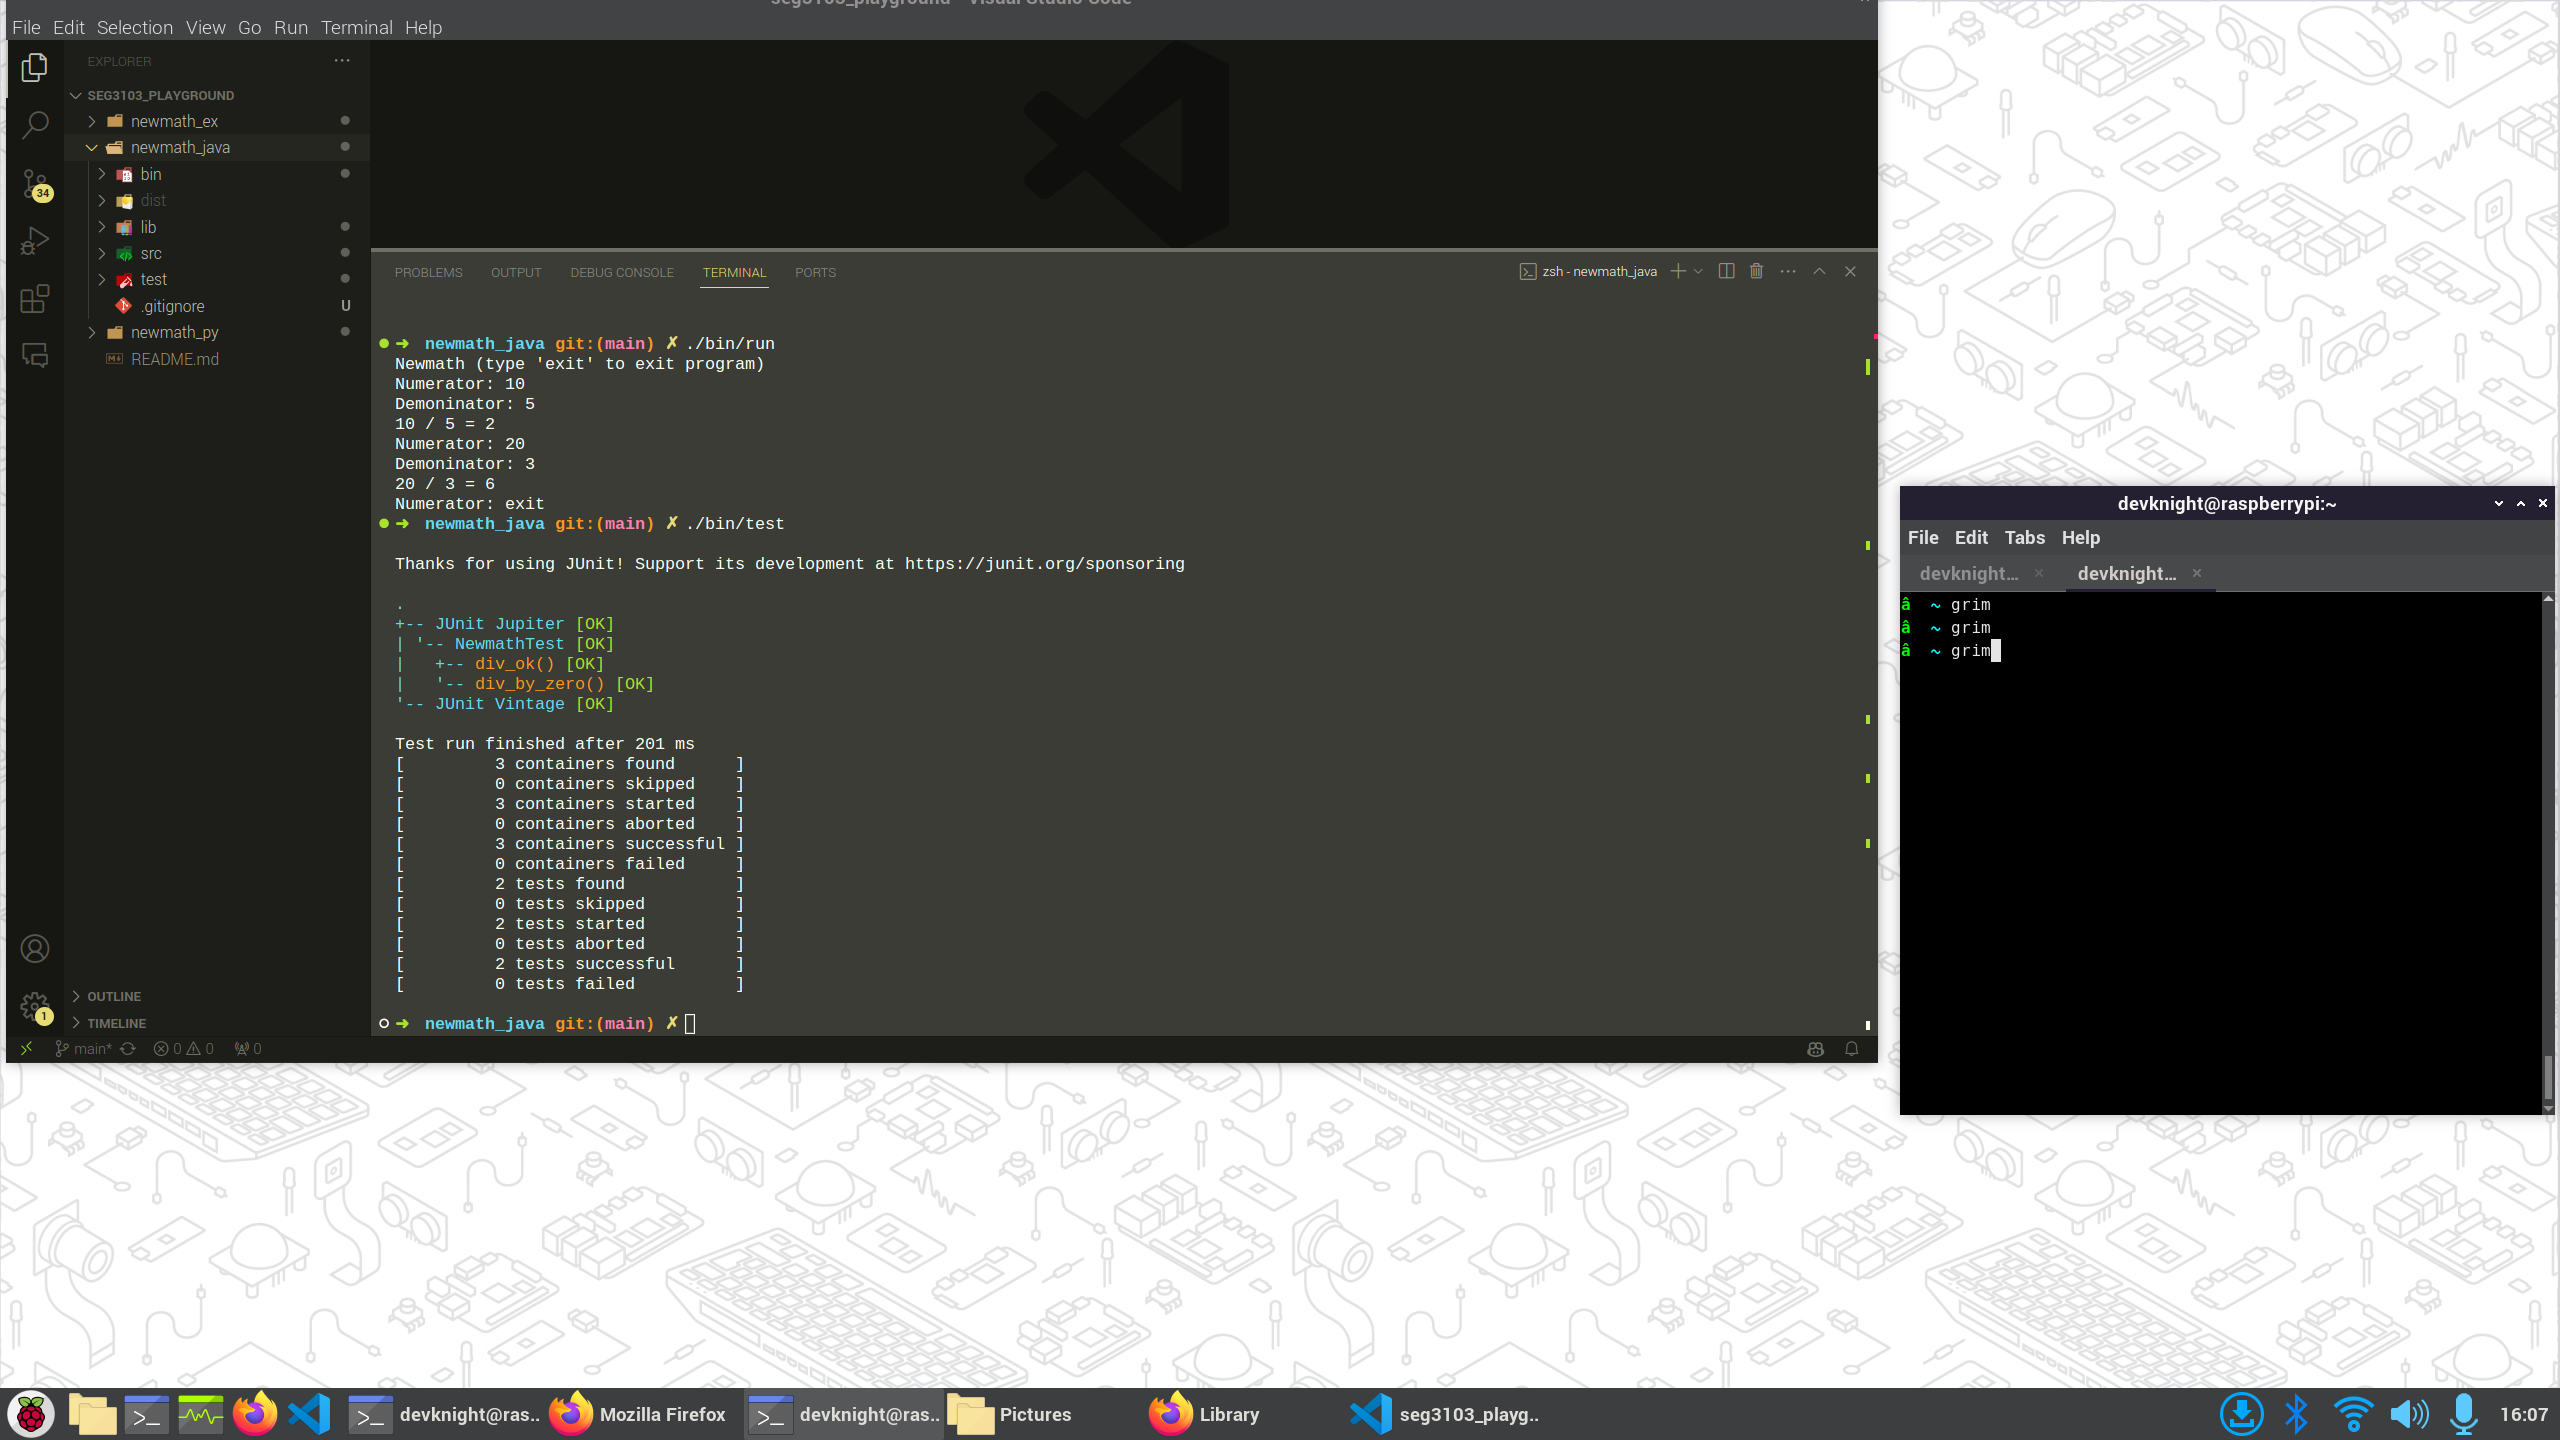 seg3103_playground - Visual Studio Code
File Edit Selection View Go Run Terminal Help
EXPLORER
SEG3103_PLAYGROUND
newmath_ex
newmath_java
bin
dist
lib
src
test
.gitignore U
newmath_py
README.md
34
1
OUTLINE
TIMELINE
PROBLEMS OUTPUT DEBUG CONSOLE TERMINAL PORTS
zsh - newmath_java
➜ newmath_java git:(main) ✗ ./bin/run
Newmath (type 'exit' to exit program)
Numerator: 10
Demoninator: 5
10 / 5 = 2
Numerator: 20
Demoninator: 3
20 / 3 = 6
Numerator: exit
➜ newmath_java git:(main) ✗ ./bin/test
Thanks for using JUnit! Support its development at https://junit.org/sponsoring
.
+-- JUnit Jupiter [OK]
| '-- NewmathTest [OK]
|   +-- div_ok() [OK]
|   '-- div_by_zero() [OK]
'-- JUnit Vintage [OK]
Test run finished after 201 ms
[         3 containers found      ]
[         0 containers skipped    ]
[         3 containers started    ]
[         0 containers aborted    ]
[         3 containers successful ]
[         0 containers failed     ]
[         2 tests found           ]
[         0 tests skipped         ]
[         2 tests started         ]
[         0 tests aborted         ]
[         2 tests successful      ]
[         0 tests failed          ]
➜ newmath_java git:(main) ✗
main* 0 0 0
devknight@raspberrypi:~
File Edit Tabs Help
devknight... × devknight... ×
â ~ grim
â ~ grim
â ~ grim
devknight@ras.. Mozilla Firefox devknight@ras.. Pictures Library seg3103_playg.. 16:07